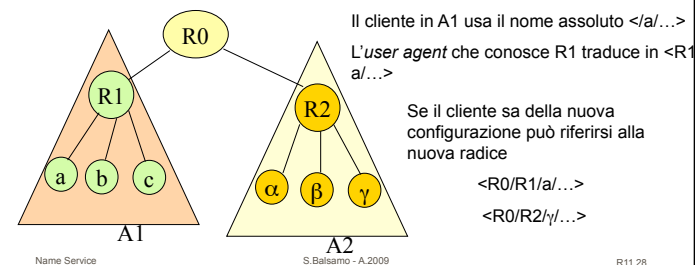 R0
R1
R2
a b c
α β γ
A1
A2
Il cliente in A1 usa il nome assoluto </a/…>
L’user agent che conosce R1 traduce in <R1
a/…>
Se il cliente sa della nuova
configurazione può riferirsi alla
nuova radice
<R0/R1/a/…>
<R0/R2/γ/…>
Name Service
S.Balsamo - A.2009
R11.28